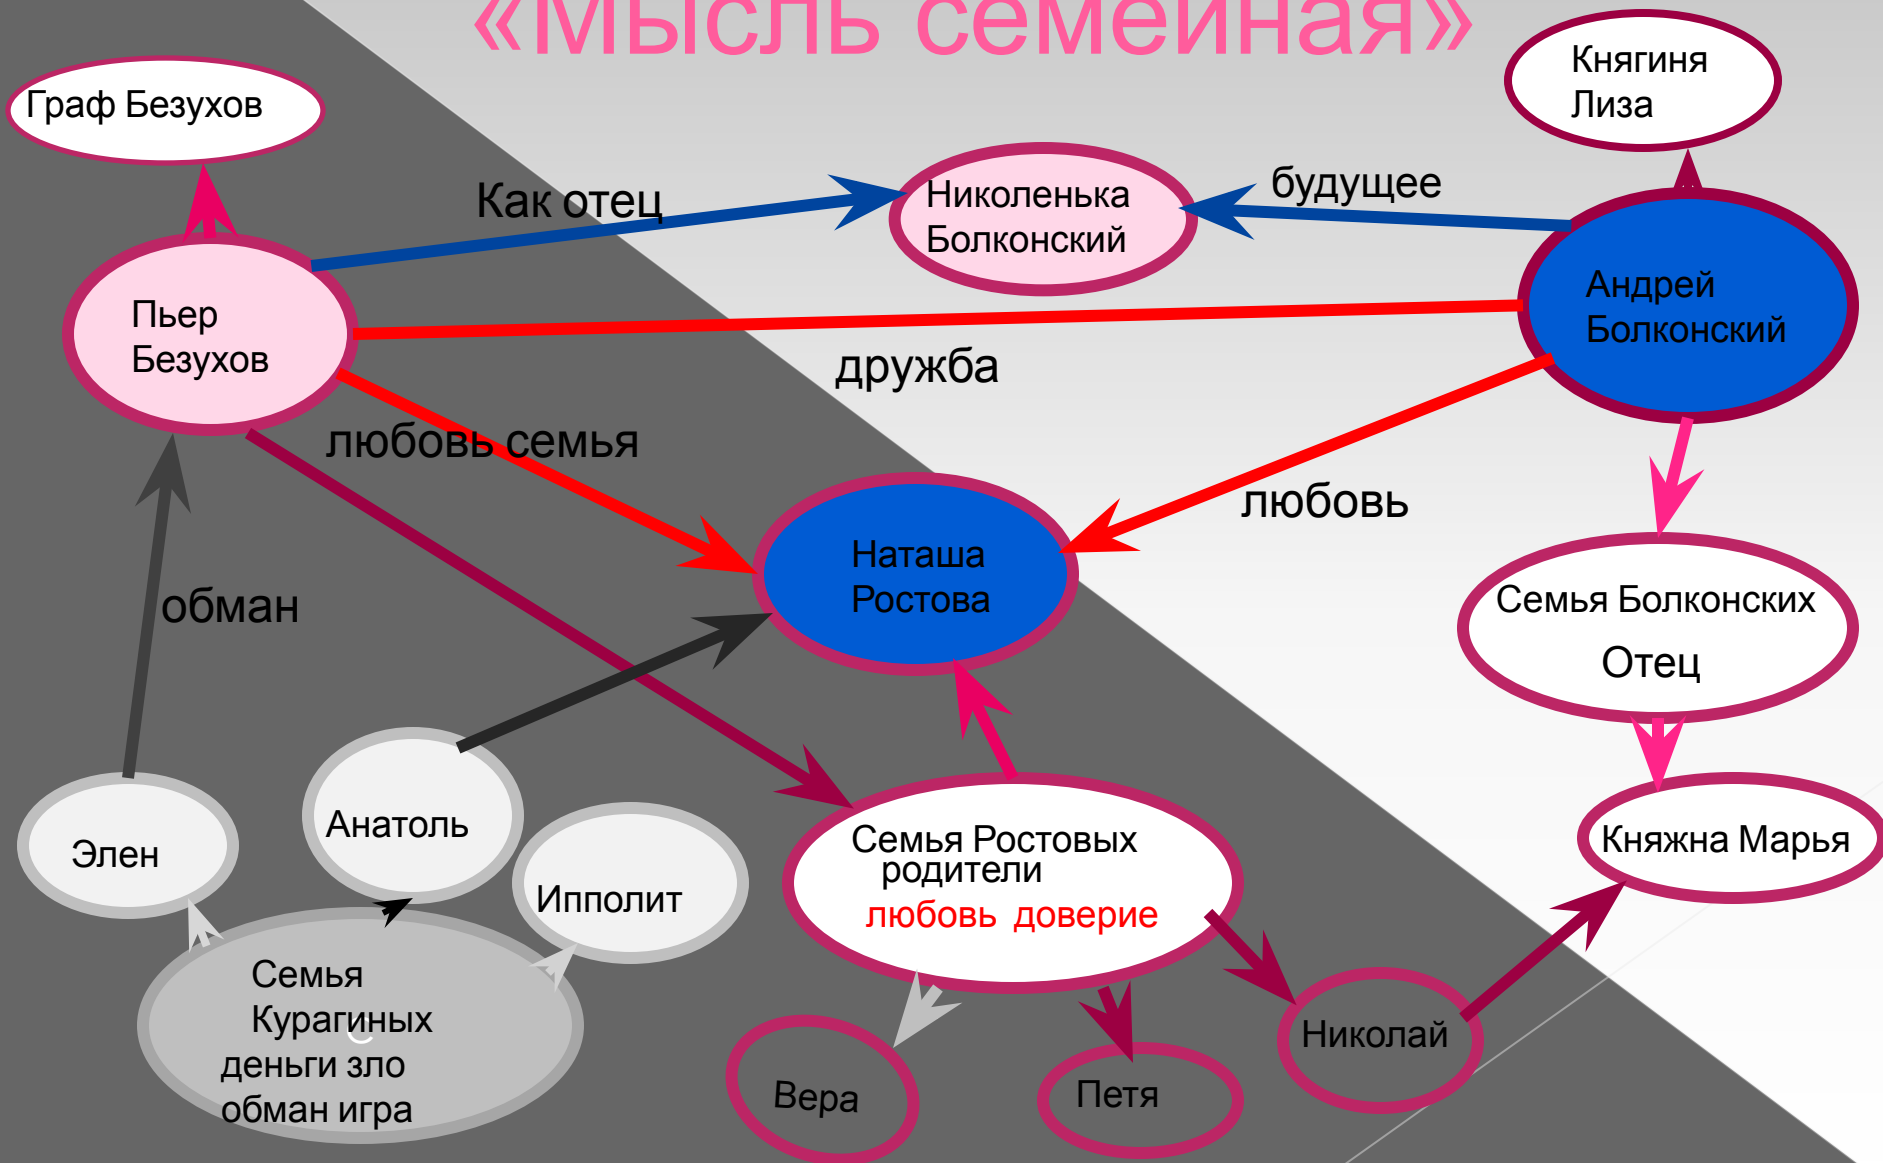 «Мысль семейная»
Граф Безухов
Княгиня
Лиза
Как отец
Николенька
Болконский
будущее
Пьер
Безухов
Андрей
Болконский
дружба
любовь семья
любовь
Наташа
Ростова
обман
Семья Болконских
Отец
Элен
Анатоль
Ипполит
Семья Ростовых
родители
любовь доверие
Княжна Марья
Семья
Курагиных
С
деньги зло
обман игра
Вера
Петя
Николай